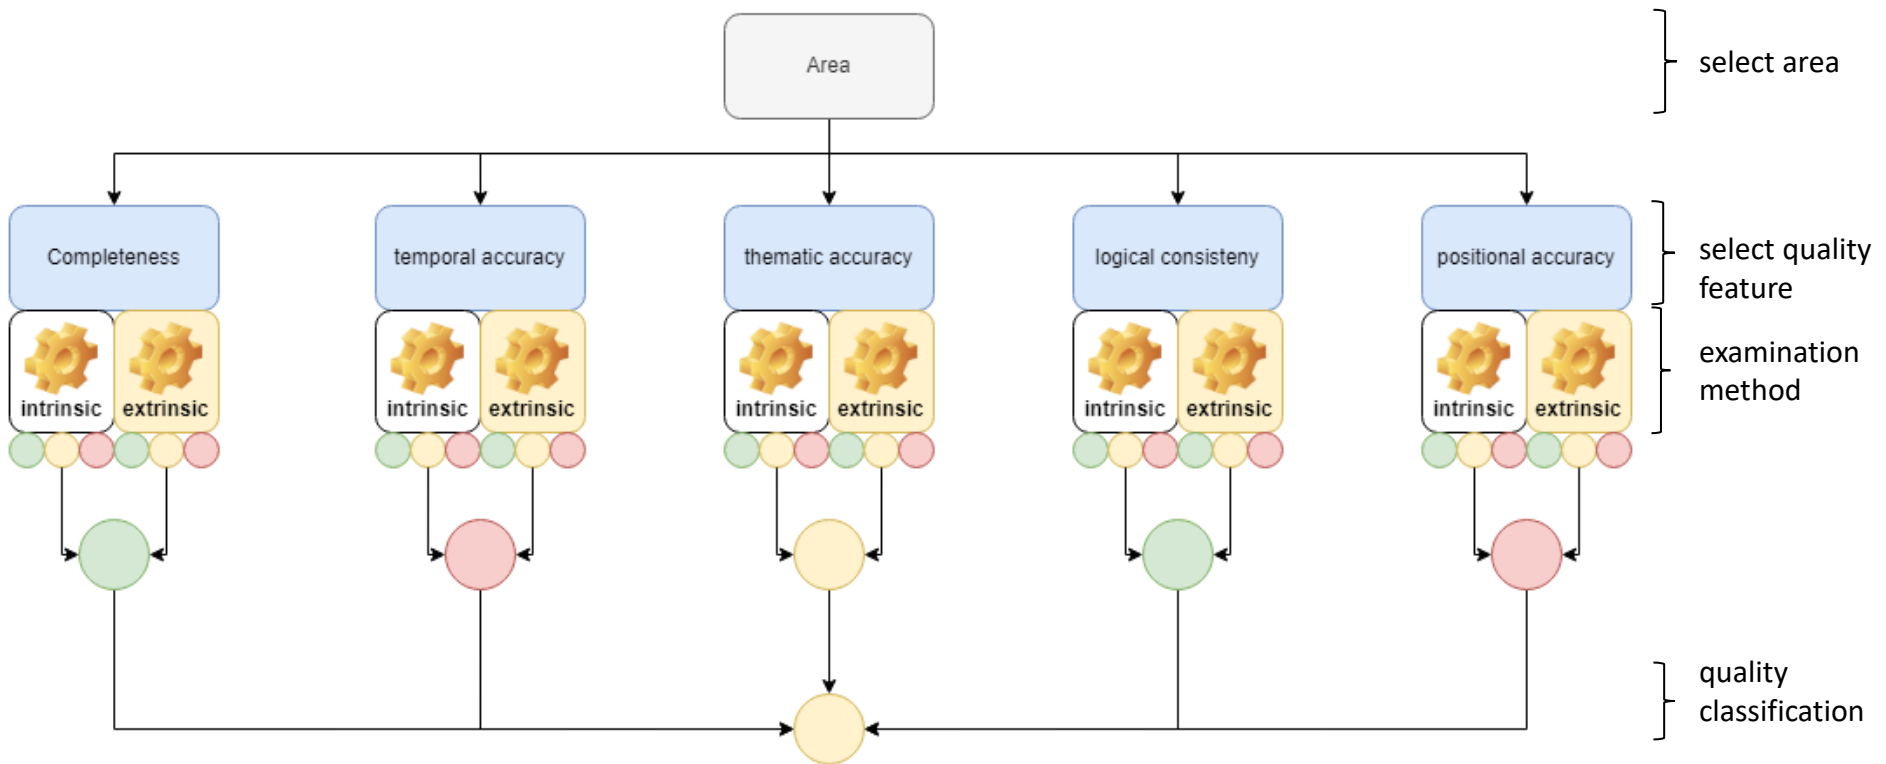 Area
select area
Completeness
temporal accuracy
thematic accuracy
logical consisteny
positional accuracy
select quality
feature
intrinsic
extrinsic
intrinsic
extrinsic
intrinsic
extrinsic
intrinsic
extrinsic
intrinsic
extrinsic
examination
method
quality
classification